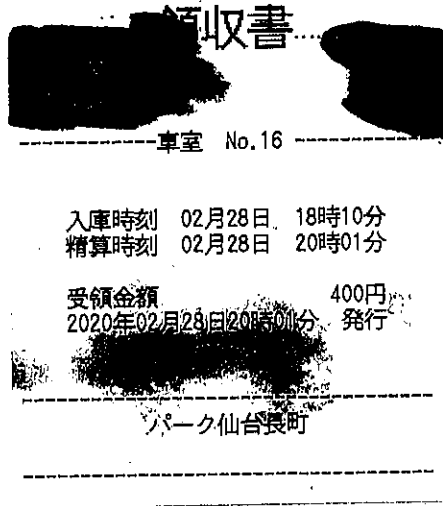 領収書
車室 No.16
入庫時刻 02月28日 18時10分
精算時刻 02月28日 20時01分
受領金額 400円
2020年02月28日20時01分 発行
パーク仙台長町